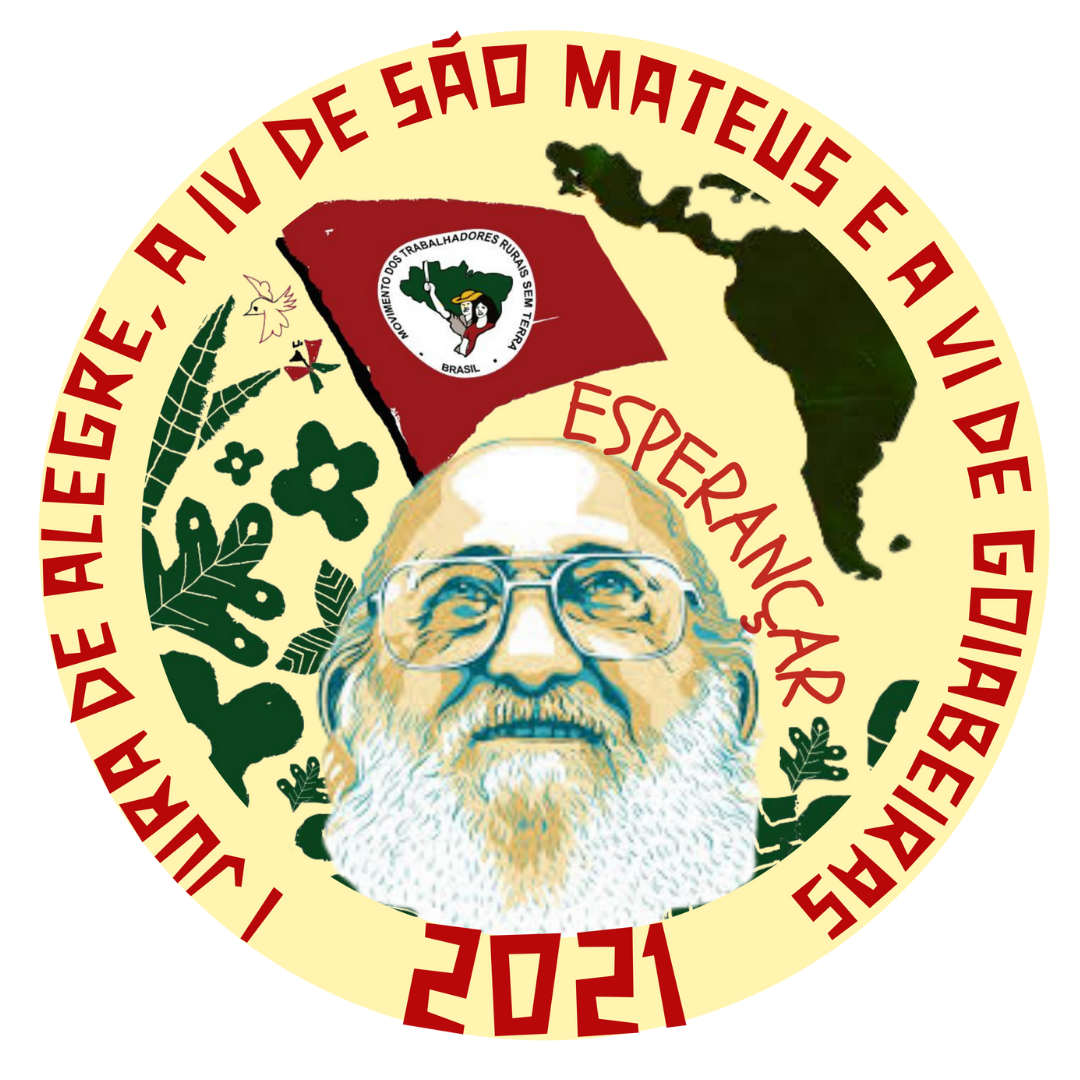 I JURA DE ALEGRE, A IV DE SÃO MATEUS E A VI DE GOIABEIRAS
MOVIMENTO DOS TRABALHADORES RURAIS SEM TERRA
• BRASIL •
ESPERANÇAR
2021